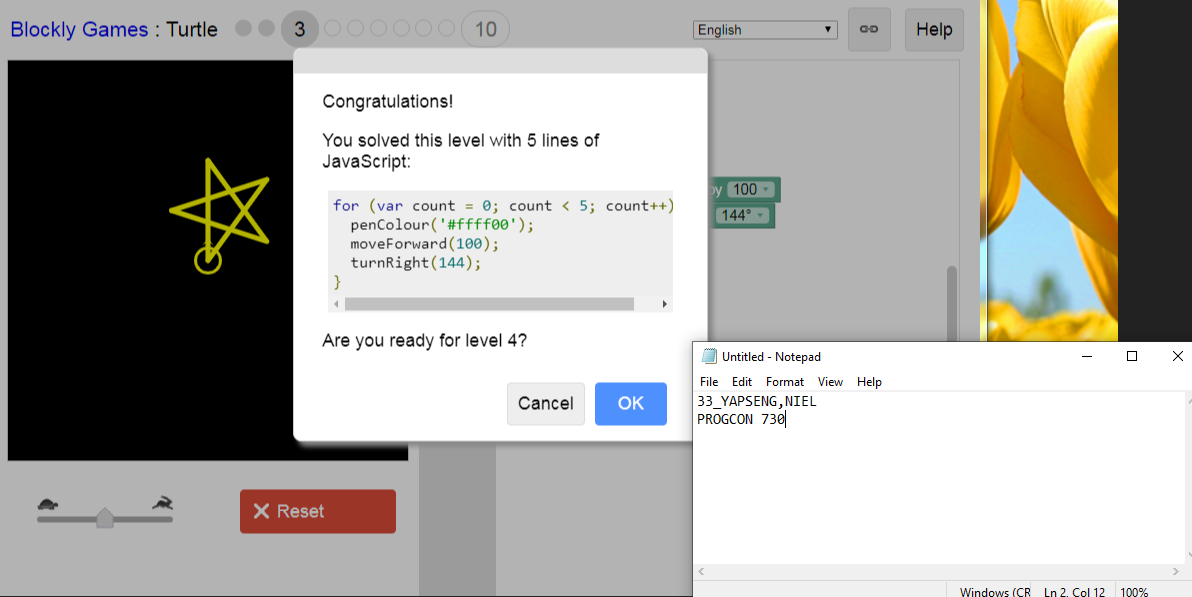 Blockly Games : Turtle 3 10 English Help
Congratulations!
You solved this level with 5 lines of
JavaScript:
for (var count = 0; count < 5; count++)
penColour('#ffff00');
moveForward(100);
turnRight(144);
}
Are you ready for level 4?
Cancel OK
by 100
144°
Reset
Untitled - Notepad
File Edit Format View Help
33_YAPSENG,NIEL
PROGCON 730
Windows (CR Ln 2, Col 12 100%